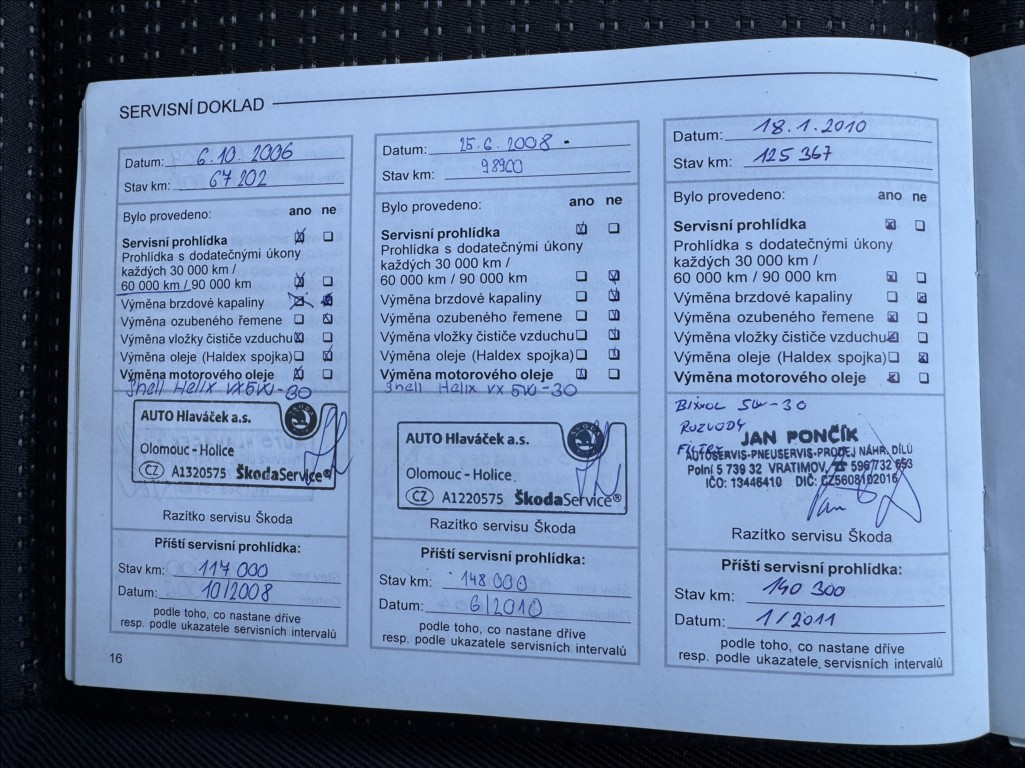 SERVISNÍ DOKLAD
Datum: 6.10.2006
Stav km: 67 202
Bylo provedeno: ano ne
Servisní prohlídka
Prohlídka s dodatečnými úkony
každých 30 000 km /
60 000 km / 90 000 km
Výměna brzdové kapaliny
Výměna ozubeného řemene
Výměna vložky čističe vzduchu
Výměna oleje (Haldex spojka)
Výměna motorového oleje
Shell Helix VX 5W-30
AUTO Hlaváček a.s.
Olomouc - Holice
CZ A1320575 ŠkodaService®
Razítko servisu Škoda
Příští servisní prohlídka:
Stav km: 117 000
Datum: 10/2008
podle toho, co nastane dříve
resp. podle ukazatele servisních intervalů
16
Datum: 25.6.2008
Stav km: 98900
Bylo provedeno: ano ne
Servisní prohlídka
Prohlídka s dodatečnými úkony
každých 30 000 km /
60 000 km / 90 000 km
Výměna brzdové kapaliny
Výměna ozubeného řemene
Výměna vložky čističe vzduchu
Výměna oleje (Haldex spojka)
Výměna motorového oleje
Shell Helix VX 5W-30
AUTO Hlaváček a.s.
Olomouc - Holice
CZ A1220575 ŠkodaService®
Razítko servisu Škoda
Příští servisní prohlídka:
Stav km: 148 000
Datum: 6/2010
podle toho, co nastane dříve
resp. podle ukazatele servisních intervalů
Datum: 18.1.2010
Stav km: 125 367
Bylo provedeno: ano ne
Servisní prohlídka
Prohlídka s dodatečnými úkony
každých 30 000 km /
60 000 km / 90 000 km
Výměna brzdové kapaliny
Výměna ozubeného řemene
Výměna vložky čističe vzduchu
Výměna oleje (Haldex spojka)
Výměna motorového oleje
5W-30
ROZVODY
FILTRY
JAN PONČÍK
AUTOSERVIS-PNEUSERVIS-PRODEJ NÁHR. DÍLŮ
Polní 5 739 32 VRATIMOV, ☎ 596 732 653
IČO: 13446410 DIČ: CZ5608102016
Razítko servisu Škoda
Příští servisní prohlídka:
Stav km: 140 300
Datum: 1/2011
podle toho, co nastane dříve
resp. podle ukazatele servisních intervalů